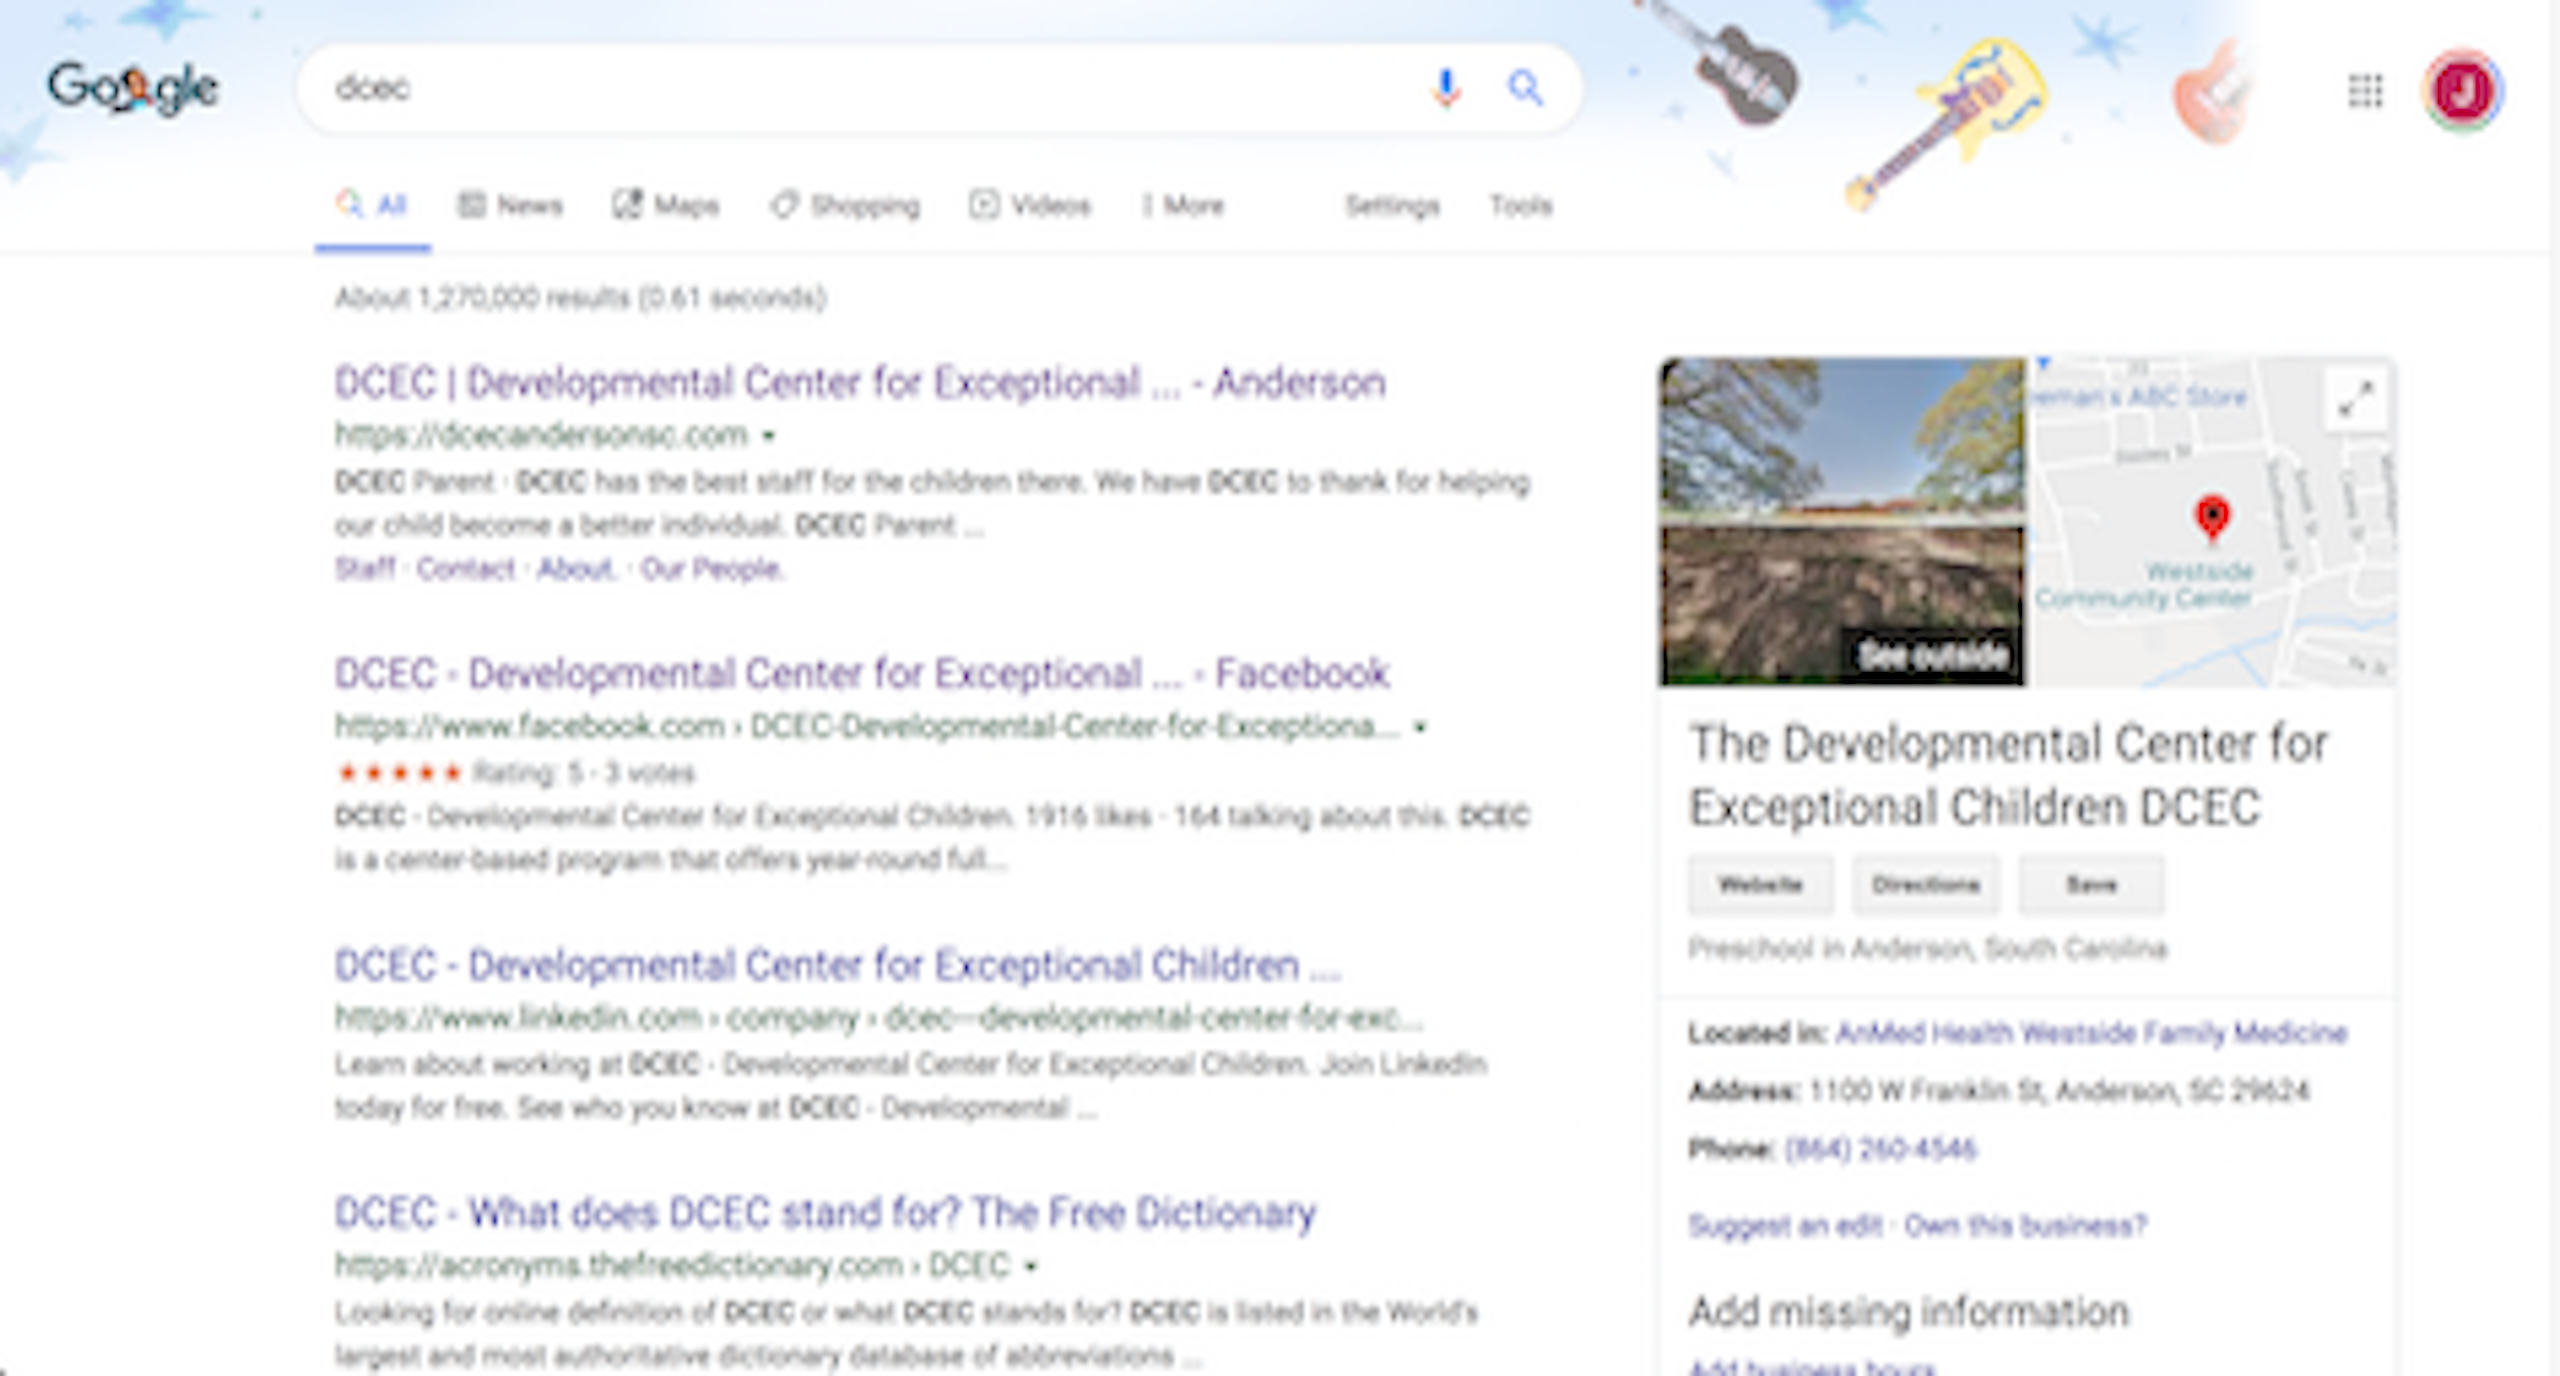 Google
dcec
J
All
News
Maps
Shopping
Videos
More
Settings
Tools
About 1,270,000 results (0.61 seconds)
DCEC | Developmental Center for Exceptional ... - Anderson
https://dcecandersonsc.com
DCEC Parent · DCEC has the best staff for the children there. We have DCEC to thank for helping
our child become a better individual. DCEC Parent ...
Staff · Contact · About. · Our People.
DCEC - Developmental Center for Exceptional ... - Facebook
https://www.facebook.com › DCEC-Developmental-Center-for-Exceptiona...
Rating: 5 - 3 votes
DCEC - Developmental Center for Exceptional Children. 1916 likes · 164 talking about this. DCEC
is a center-based program that offers year-round full...
DCEC - Developmental Center for Exceptional Children ...
https://www.linkedin.com › company › dcec—developmental-center-for-exc...
Learn about working at DCEC - Developmental Center for Exceptional Children. Join LinkedIn
today for free. See who you know at DCEC - Developmental ...
DCEC - What does DCEC stand for? The Free Dictionary
https://acronyms.thefreedictionary.com › DCEC
Looking for online definition of DCEC or what DCEC stands for? DCEC is listed in the World's
largest and most authoritative dictionary database of abbreviations ...
eman's ABC Store
Westside
Community Center
See outside
The Developmental Center for
Exceptional Children DCEC
Website
Directions
Save
Preschool in Anderson, South Carolina
Located in: AnMed Health Westside Family Medicine
Address: 1100 W Franklin St, Anderson, SC 29624
Phone: (864) 260-4546
Suggest an edit · Own this business?
Add missing information
Add business hours